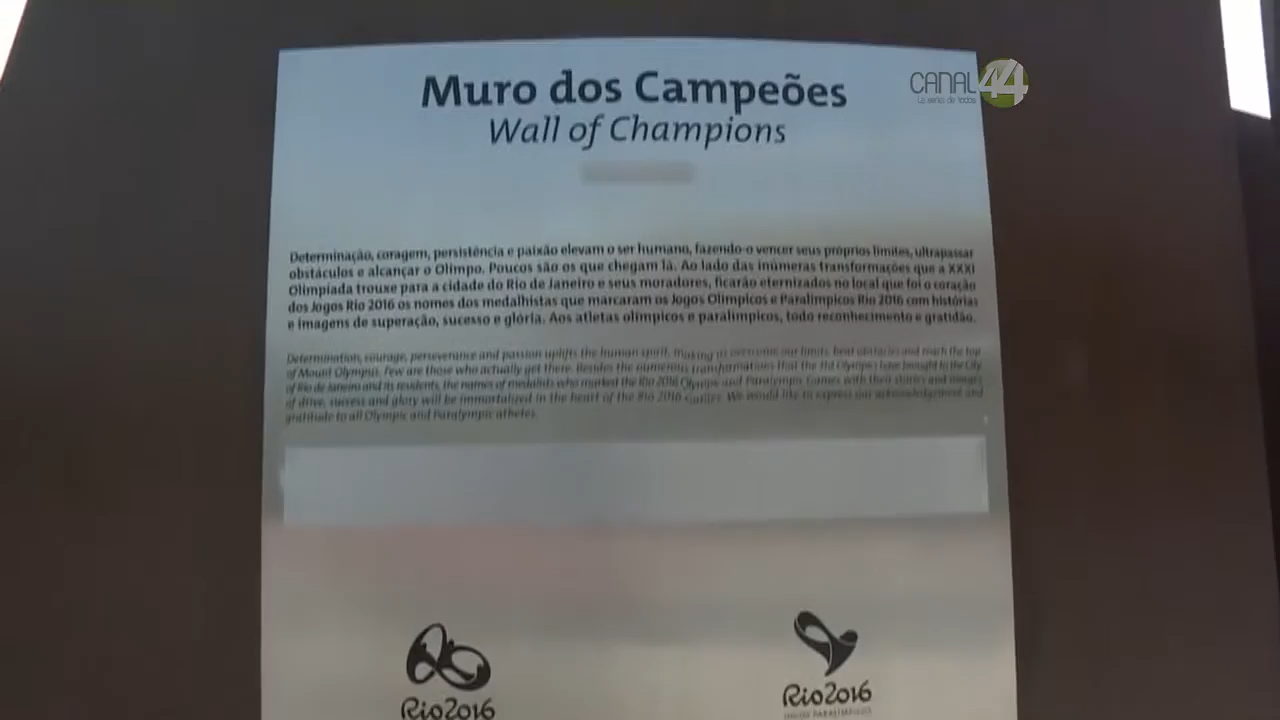 Muro dos Campeões
CANAL 44
La señal de todos
Wall of Champions
Determinação, coragem, persistência e paixão elevam o ser humano, fazendo-o vencer seus próprios limites, ultrapassar
obstáculos e alcançar o Olimpo. Poucos são os que chegam lá. Ao lado das inúmeras transformações que a XXXI
Olimpíada trouxe para a cidade do Rio de Janeiro e seus moradores, ficarão eternizados no local que foi o coração
dos Jogos Rio 2016 os nomes dos medalhistas que marcaram os Jogos Olímpicos e Paralímpicos Rio 2016 com histórias
e imagens de superação, sucesso e glória. Aos atletas olímpicos e paralímpicos, todo reconhecimento e gratidão.
Determination, courage, perseverance and passion uplifts the human spirit, making us overcome our limits, beat obstacles and reach the top
of Mount Olympus. Few are those who actually get there. Besides the numerous transformations that the Olympics have brought to the City
of Rio de Janeiro and its residents, the names of medalists who marked the Rio 2016 Olympic and Paralympic Games with their stories and images
of drive, success and glory will be immortalized in the heart of the Rio 2016 Games. We would like to express our acknowledgement and
gratitude to all Olympic and Paralympic athletes.
Rio2016
Rio2016
JOGOS PARALÍMPICOS